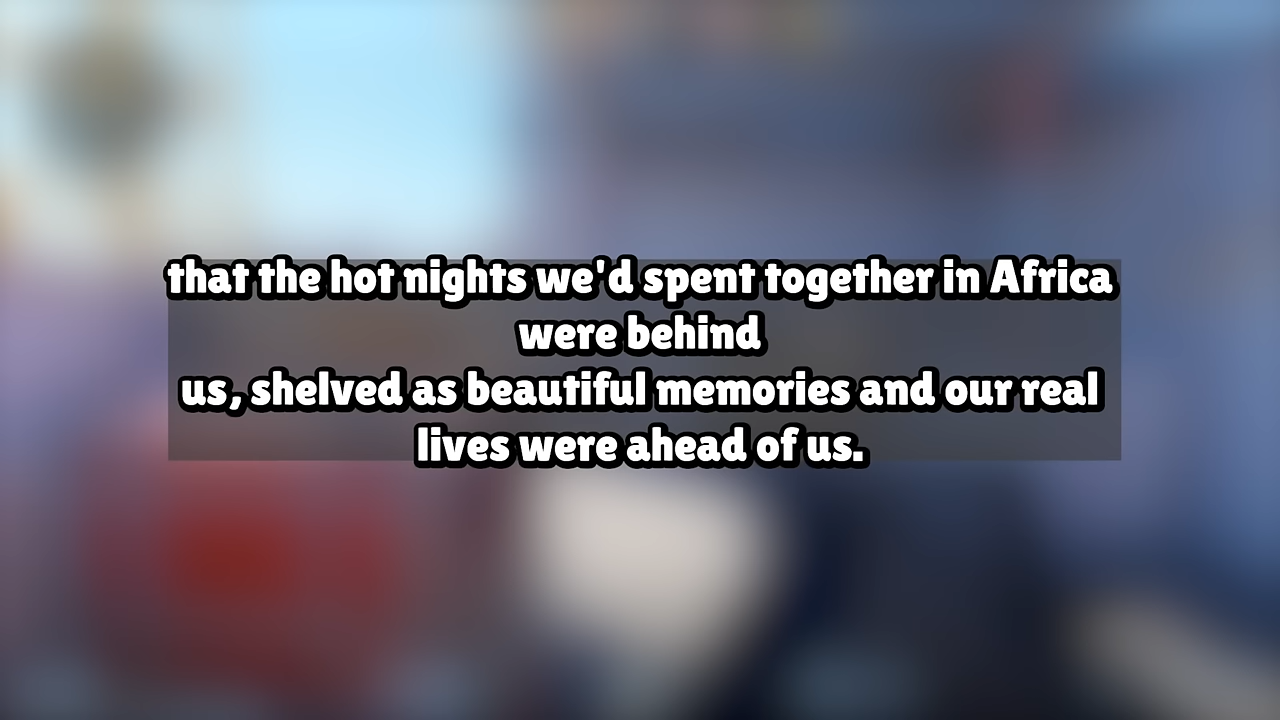 that the hot nights we'd spent together in Africa
were behind
us, shelved as beautiful memories and our real
lives were ahead of us.